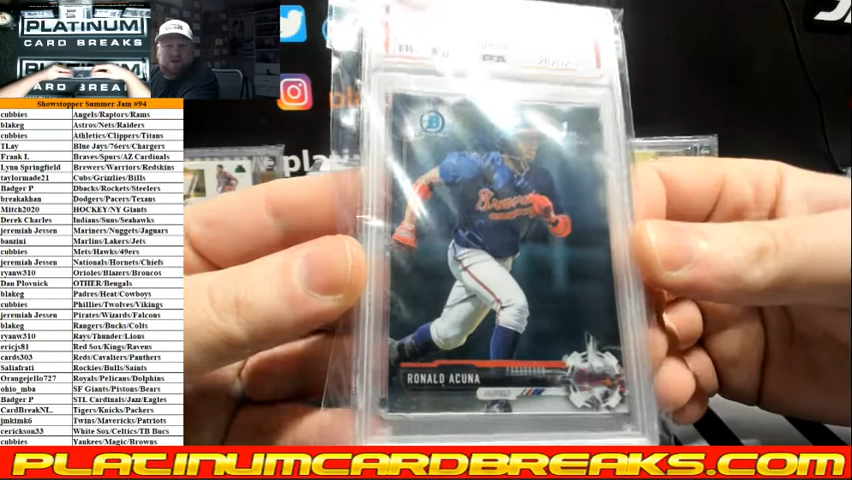 PLATINUM
CARD BREAKS
PLATINUM
CARD BREAKS
Showstopper Summer Jam #94
cubbies Angels/Raptors/Rams
blakeg Astros/Nets/Raiders
cubbies Athletics/Clippers/Titans
TLay Blue Jays/76ers/Chargers
Frank L Braves/Spurs/AZ Cardinals
Lynn Springfield Brewers/Warriors/Redskins
taylormade21 Cubs/Grizzlies/Bills
Badger P Dbacks/Rockets/Steelers
breakakhan Dodgers/Pacers/Texans
Mitch2020 HOCKEY/NY Giants
Derek Charles Indians/Suns/Seahawks
jeremiah Jessen Mariners/Nuggets/Jaguars
banzini Marlins/Lakers/Jets
cubbies Mets/Hawks/49ers
jeremiah Jessen Nationals/Hornets/Chiefs
ryanw310 Orioles/Blazers/Broncos
Dan Plovnick OTHER/Bengals
blakeg Padres/Heat/Cowboys
cubbies Phillies/Twolves/Vikings
jeremiah Jessen Pirates/Wizards/Falcons
blakeg Rangers/Bucks/Colts
ryanw310 Rays/Thunder/Lions
ericjs81 Red Sox/Kings/Ravens
cards303 Reds/Cavaliers/Panthers
Saliafrati Rockies/Bulls/Saints
Orangejello727 Royals/Pelicans/Dolphins
ohio_mba SF Giants/Pistons/Bears
Badger P STL Cardinals/Jazz/Eagles
CardBreakNL. Tigers/Knicks/Packers
jmkimk6 Twins/Mavericks/Patriots
cerickson33 White Sox/Celtics/TB Bucs
cubbies Yankees/Magic/Browns
Braves
RONALD ACUNA
PLATINUMCARDBREAKS.COM